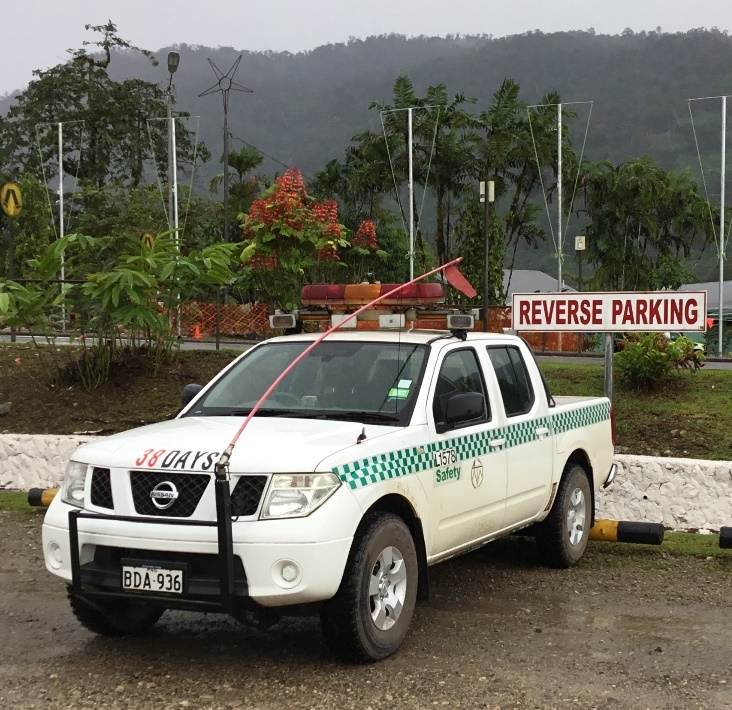 REVERSE PARKING
38 DAYS
L1578
Safety
NISSAN
BDA·936